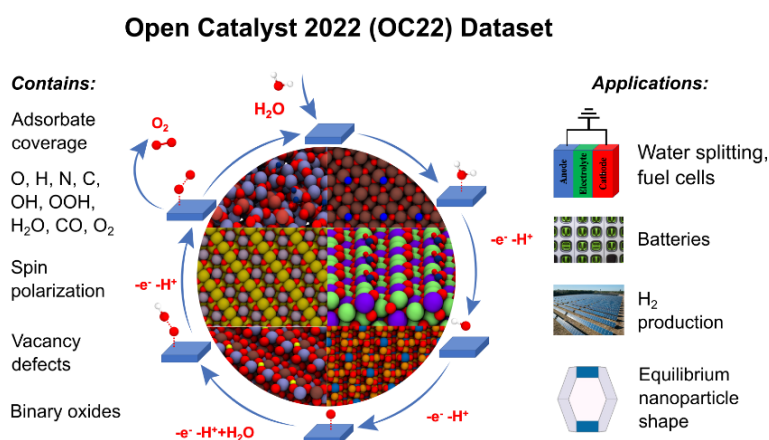 Open Catalyst 2022 (OC22) Dataset
Contains:
Adsorbate
coverage
O, H, N, C,
OH, OOH,
H₂O, CO, O₂
Spin
polarization
Vacancy
defects
Binary oxides
O₂
H₂O
-e⁻ -H⁺
-e⁻ -H⁺
-e⁻ -H⁺+H₂O
-e⁻ -H⁺
Applications:
Anode
Electrolyte
Cathode
Water splitting,
fuel cells
Batteries
H₂
production
Equilibrium
nanoparticle
shape